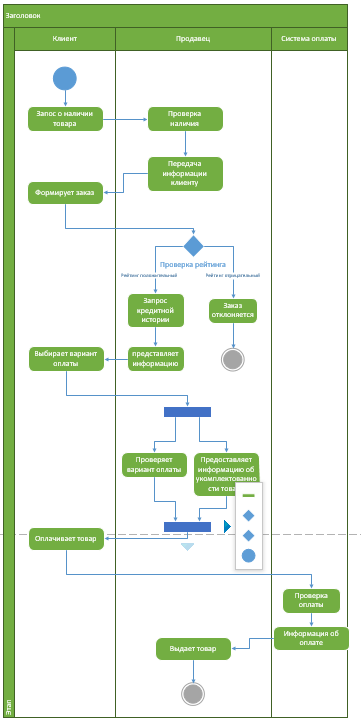 Заголовок
Клиент
Продавец
Система оплаты
Запос о наличии
товара
Проверка
наличия
Передача
информации
клиенту
Формирует заказ
Проверка рейтинга
Рейтинг положительный
Рейтинг отрицательный
Запрос
кредитной
истории
Заказ
отклоняется
Выбирает вариант
оплаты
представляет
информацию
Проверяет
вариант оплаты
Предоставляет
информацию об
укомплектованно
сти това
Оплачивает товар
Проверка
оплаты
Информация об
оплате
Выдает товар
Этап